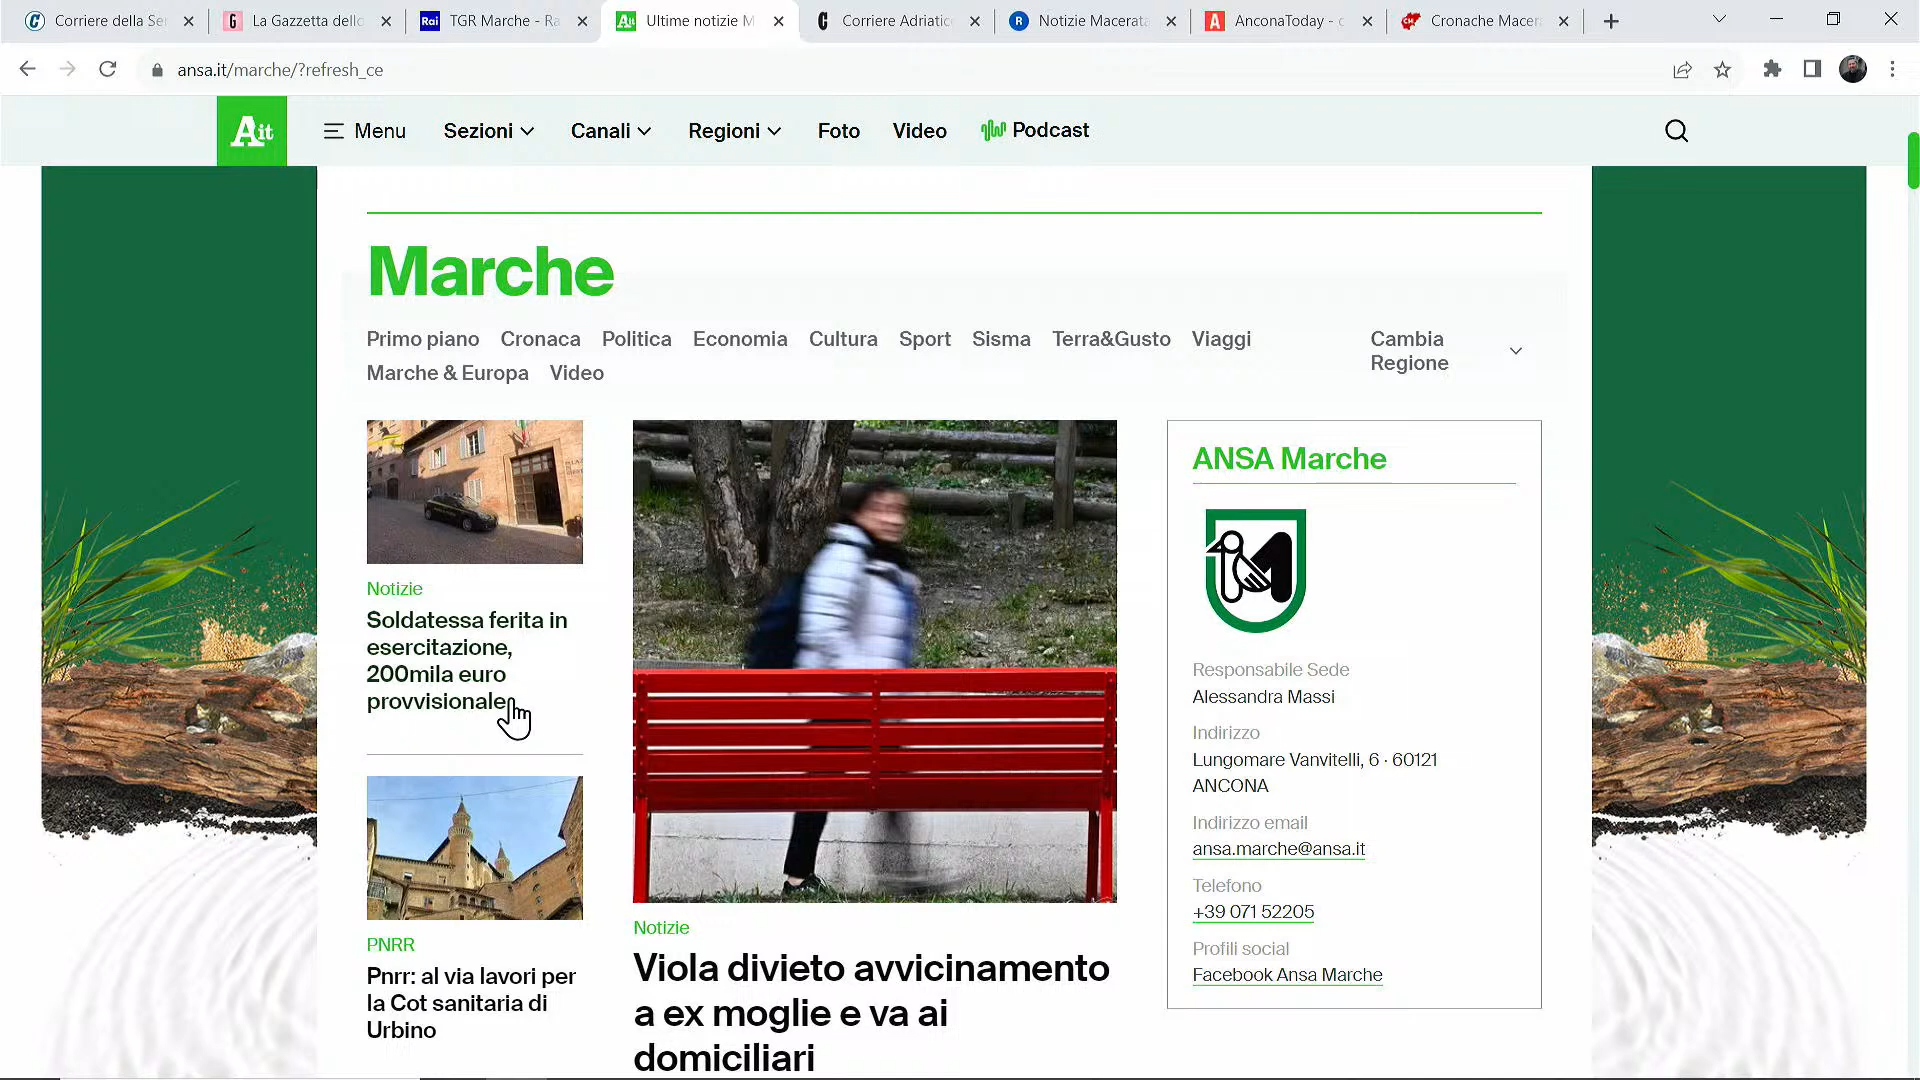 Corriere della Se
La Gazzetta dello
Rai
TGR Marche - Ra
Ultime notizie M
Corriere Adriatico
Notizie Macerata
AnconaToday - c
Cronache Macer
ansa.it/marche/?refresh_ce
Ait
Menu
Sezioni
Canali
Regioni
Foto
Video
Podcast
Marche
Primo piano Cronaca Politica Economia Cultura Sport Sisma Terra&Gusto Viaggi
Marche & Europa Video
Cambia
Regione
Notizie
Soldatessa ferita in
esercitazione,
200mila euro
provvisionale
PNRR
Pnrr: al via lavori per
la Cot sanitaria di
Urbino
Notizie
Viola divieto avvicinamento
a ex moglie e va ai
domiciliari
ANSA Marche
Responsabile Sede
Alessandra Massi
Indirizzo
Lungomare Vanvitelli, 6 · 60121
ANCONA
Indirizzo email
ansa.marche@ansa.it
Telefono
+39 071 52205
Profili social
Facebook Ansa Marche